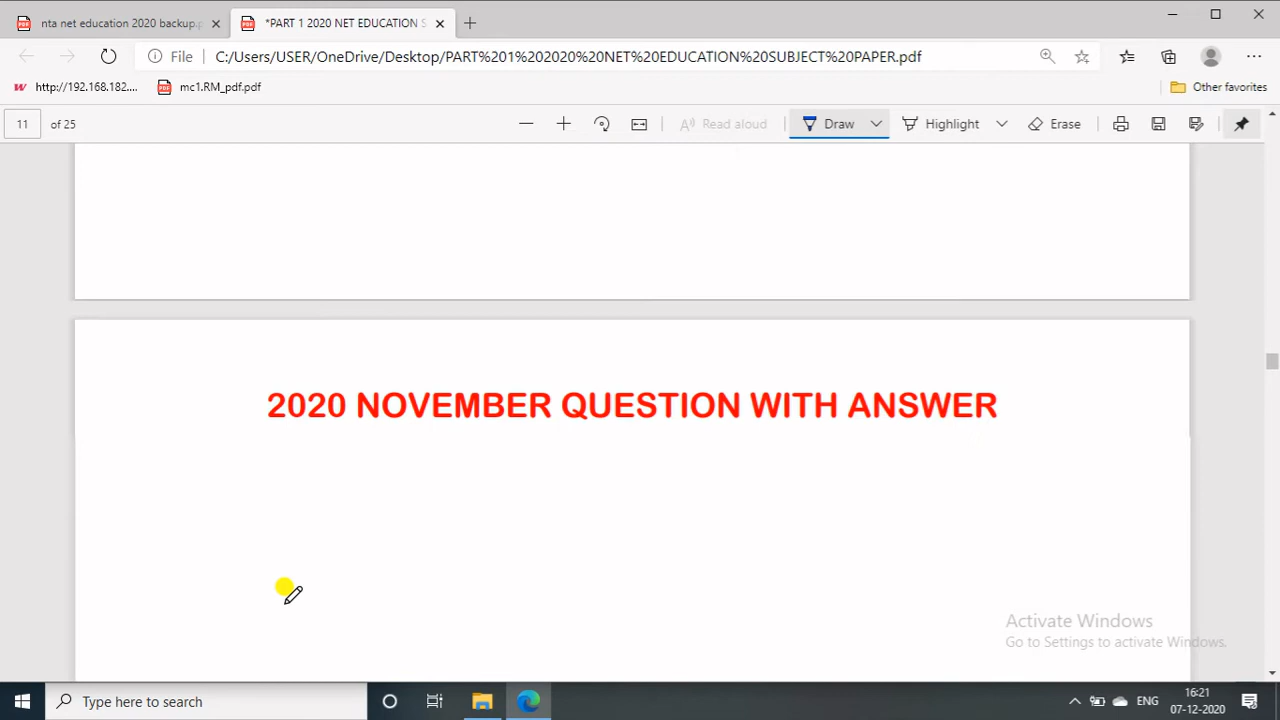 nta net education 2020 backup.p
*PART 1 2020 NET EDUCATION S
File
C:/Users/USER/OneDrive/Desktop/PART%201%202020%20NET%20EDUCATION%20SUBJECT%20PAPER.pdf
http://192.168.182....
mc1.RM_pdf.pdf
Other favorites
11 of 25
Read aloud
Draw
Highlight
Erase
2020 NOVEMBER QUESTION WITH ANSWER
Activate Windows
Go to Settings to activate Windows.
Type here to search
ENG
16:21
07-12-2020